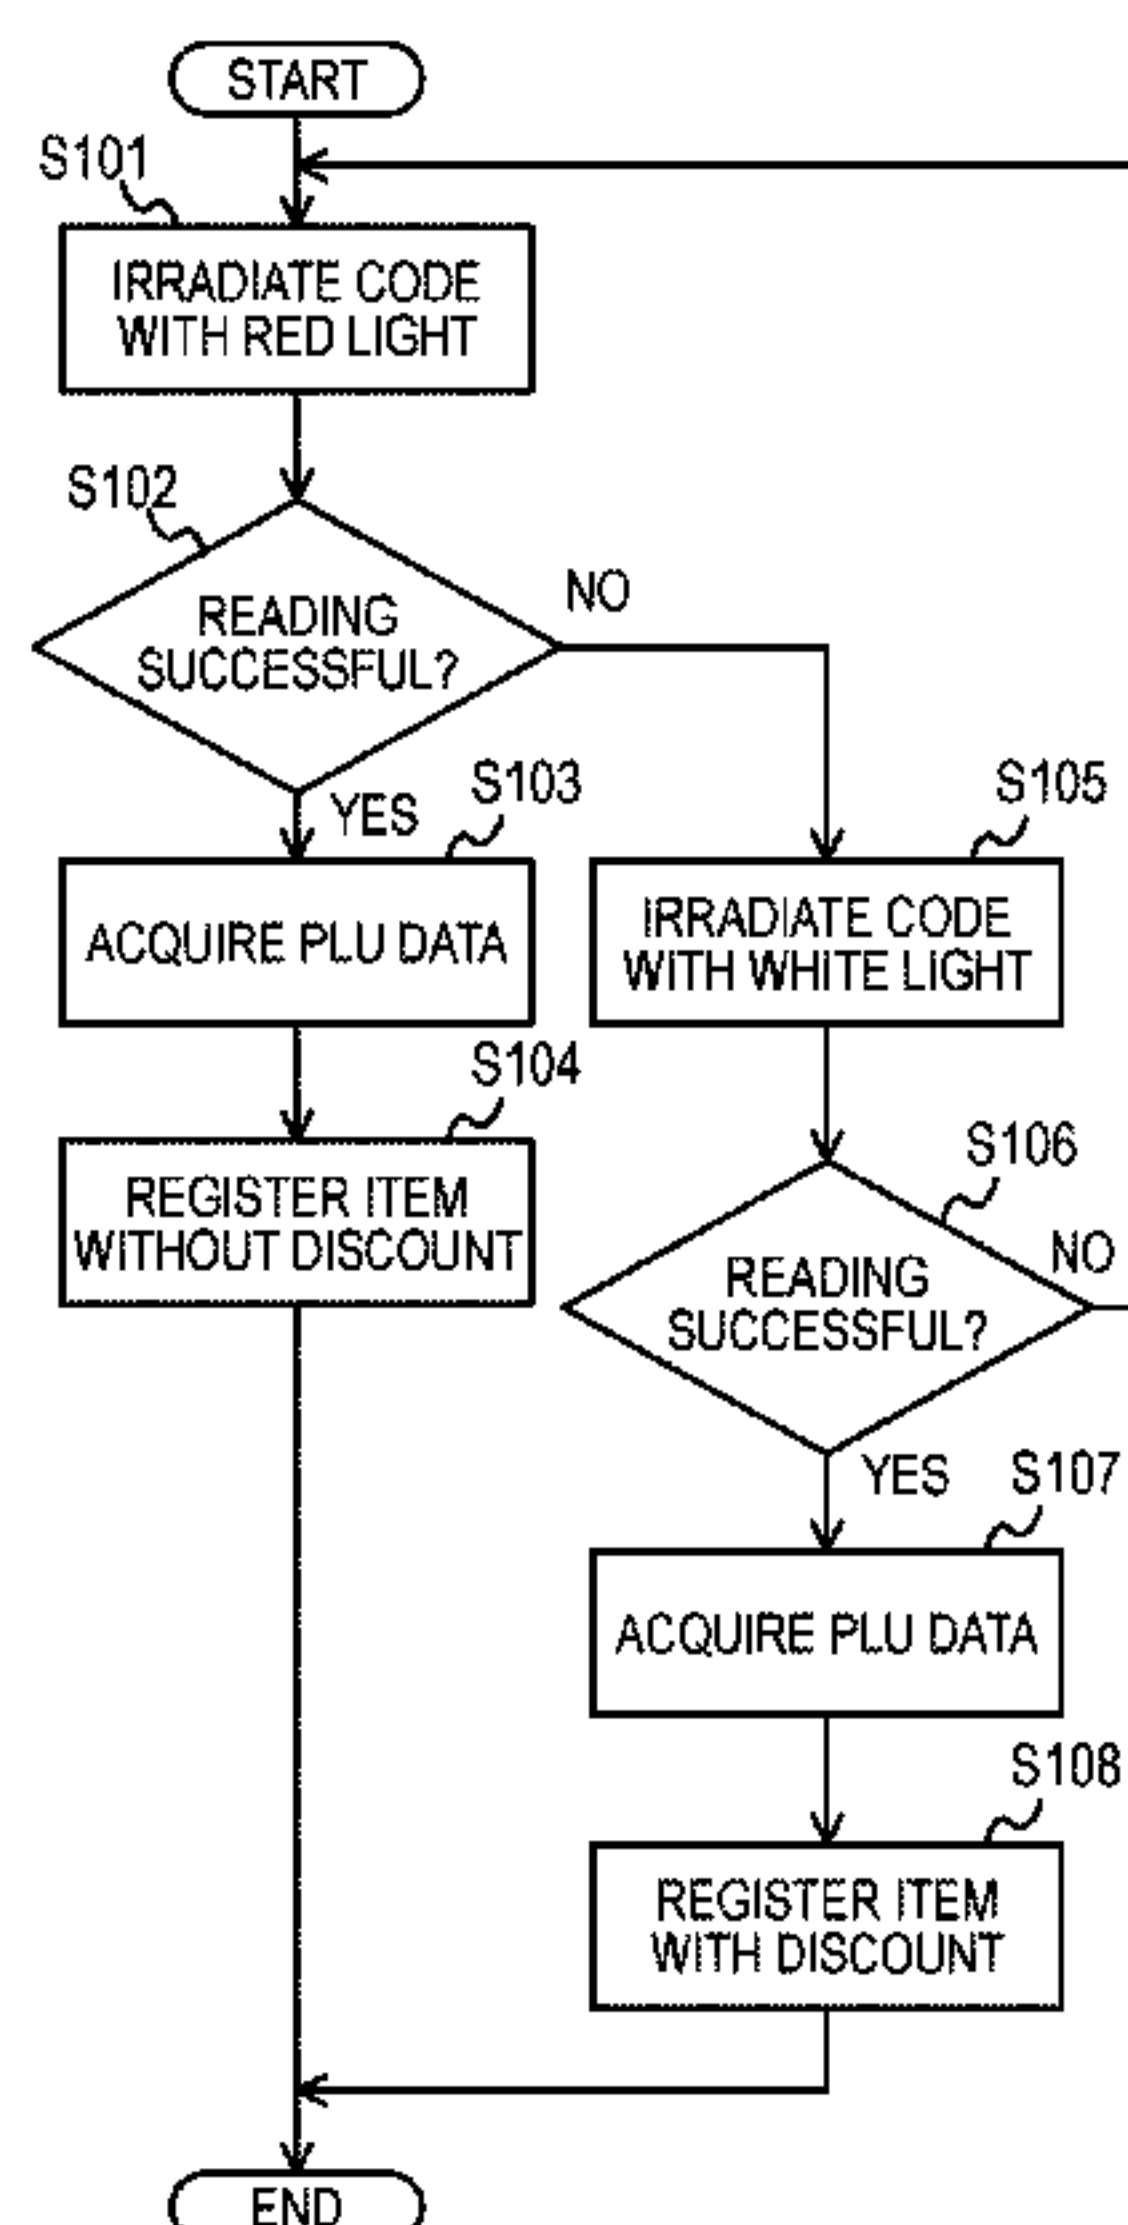 START
S101
IRRADIATE CODE
WITH RED LIGHT
S102
READING
SUCCESSFUL?
NO
YES
S103
ACQUIRE PLU DATA
S104
REGISTER ITEM
WITHOUT DISCOUNT
S105
IRRADIATE CODE
WITH WHITE LIGHT
S106
READING
SUCCESSFUL?
NO
YES
S107
ACQUIRE PLU DATA
S108
REGISTER ITEM
WITH DISCOUNT
END